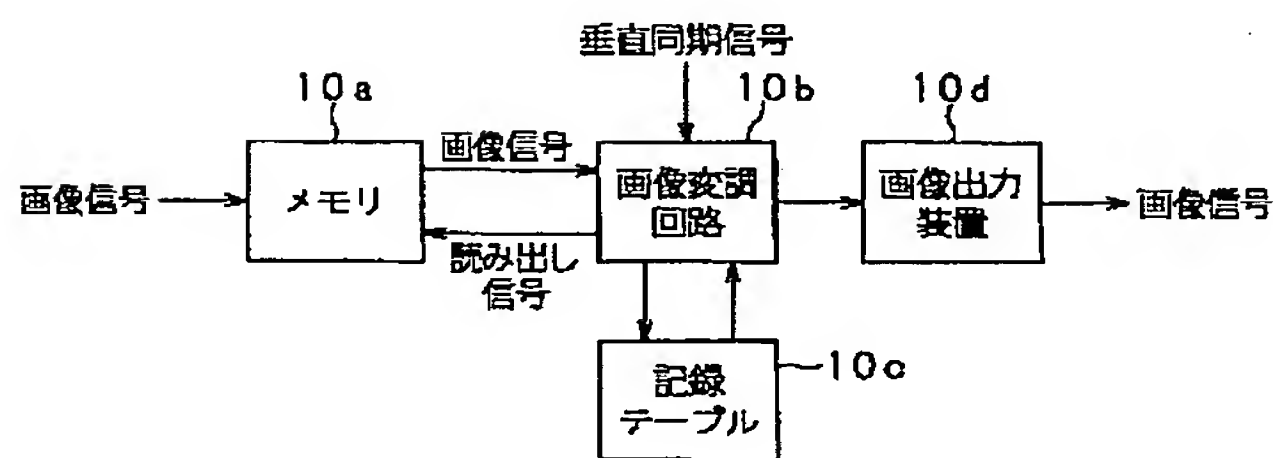 垂直同期信号
10a
10b
10d
画像信号
メモリ
画像信号
読み出し
信号
画像変調
回路
画像出力
装置
画像信号
記録
テーブル
10c